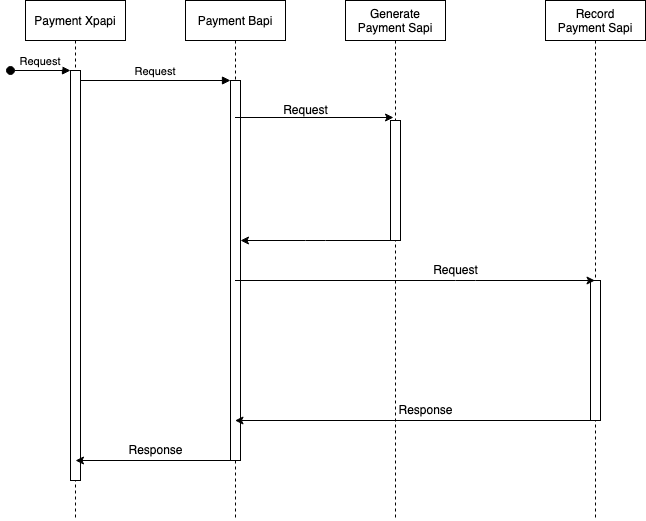 Payment Xpapi
Payment Bapi
Generate
Payment Sapi
Record
Payment Sapi
Request
Request
Request
Request
Response
Response